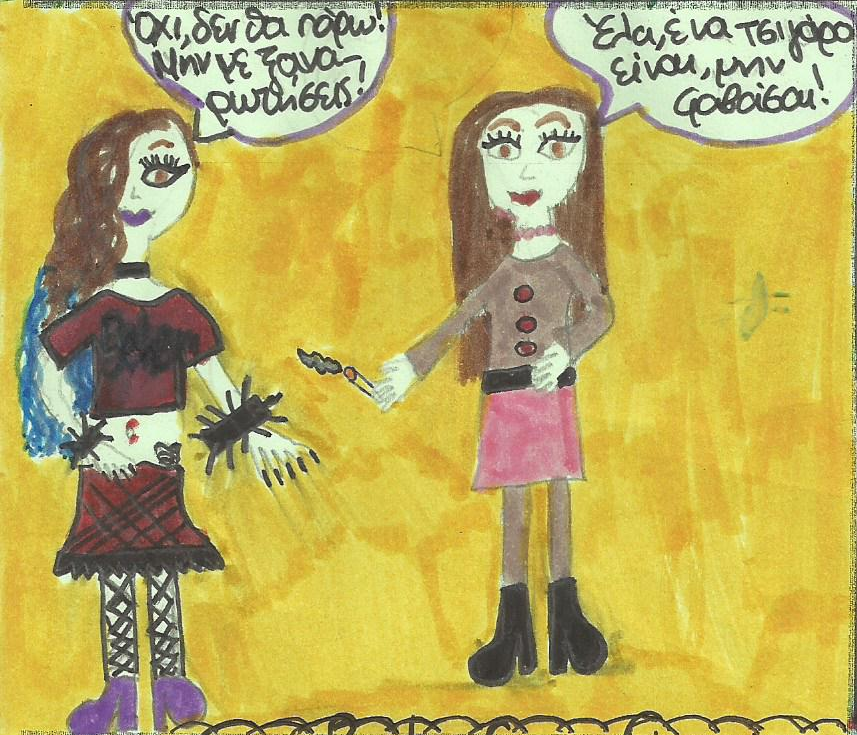 Όχι, δεν θα πάρω!
Μην με ξανα-
ρωτήσεις!
Έλα, ένα τσιγάρο
είναι, μην
φοβάσαι!